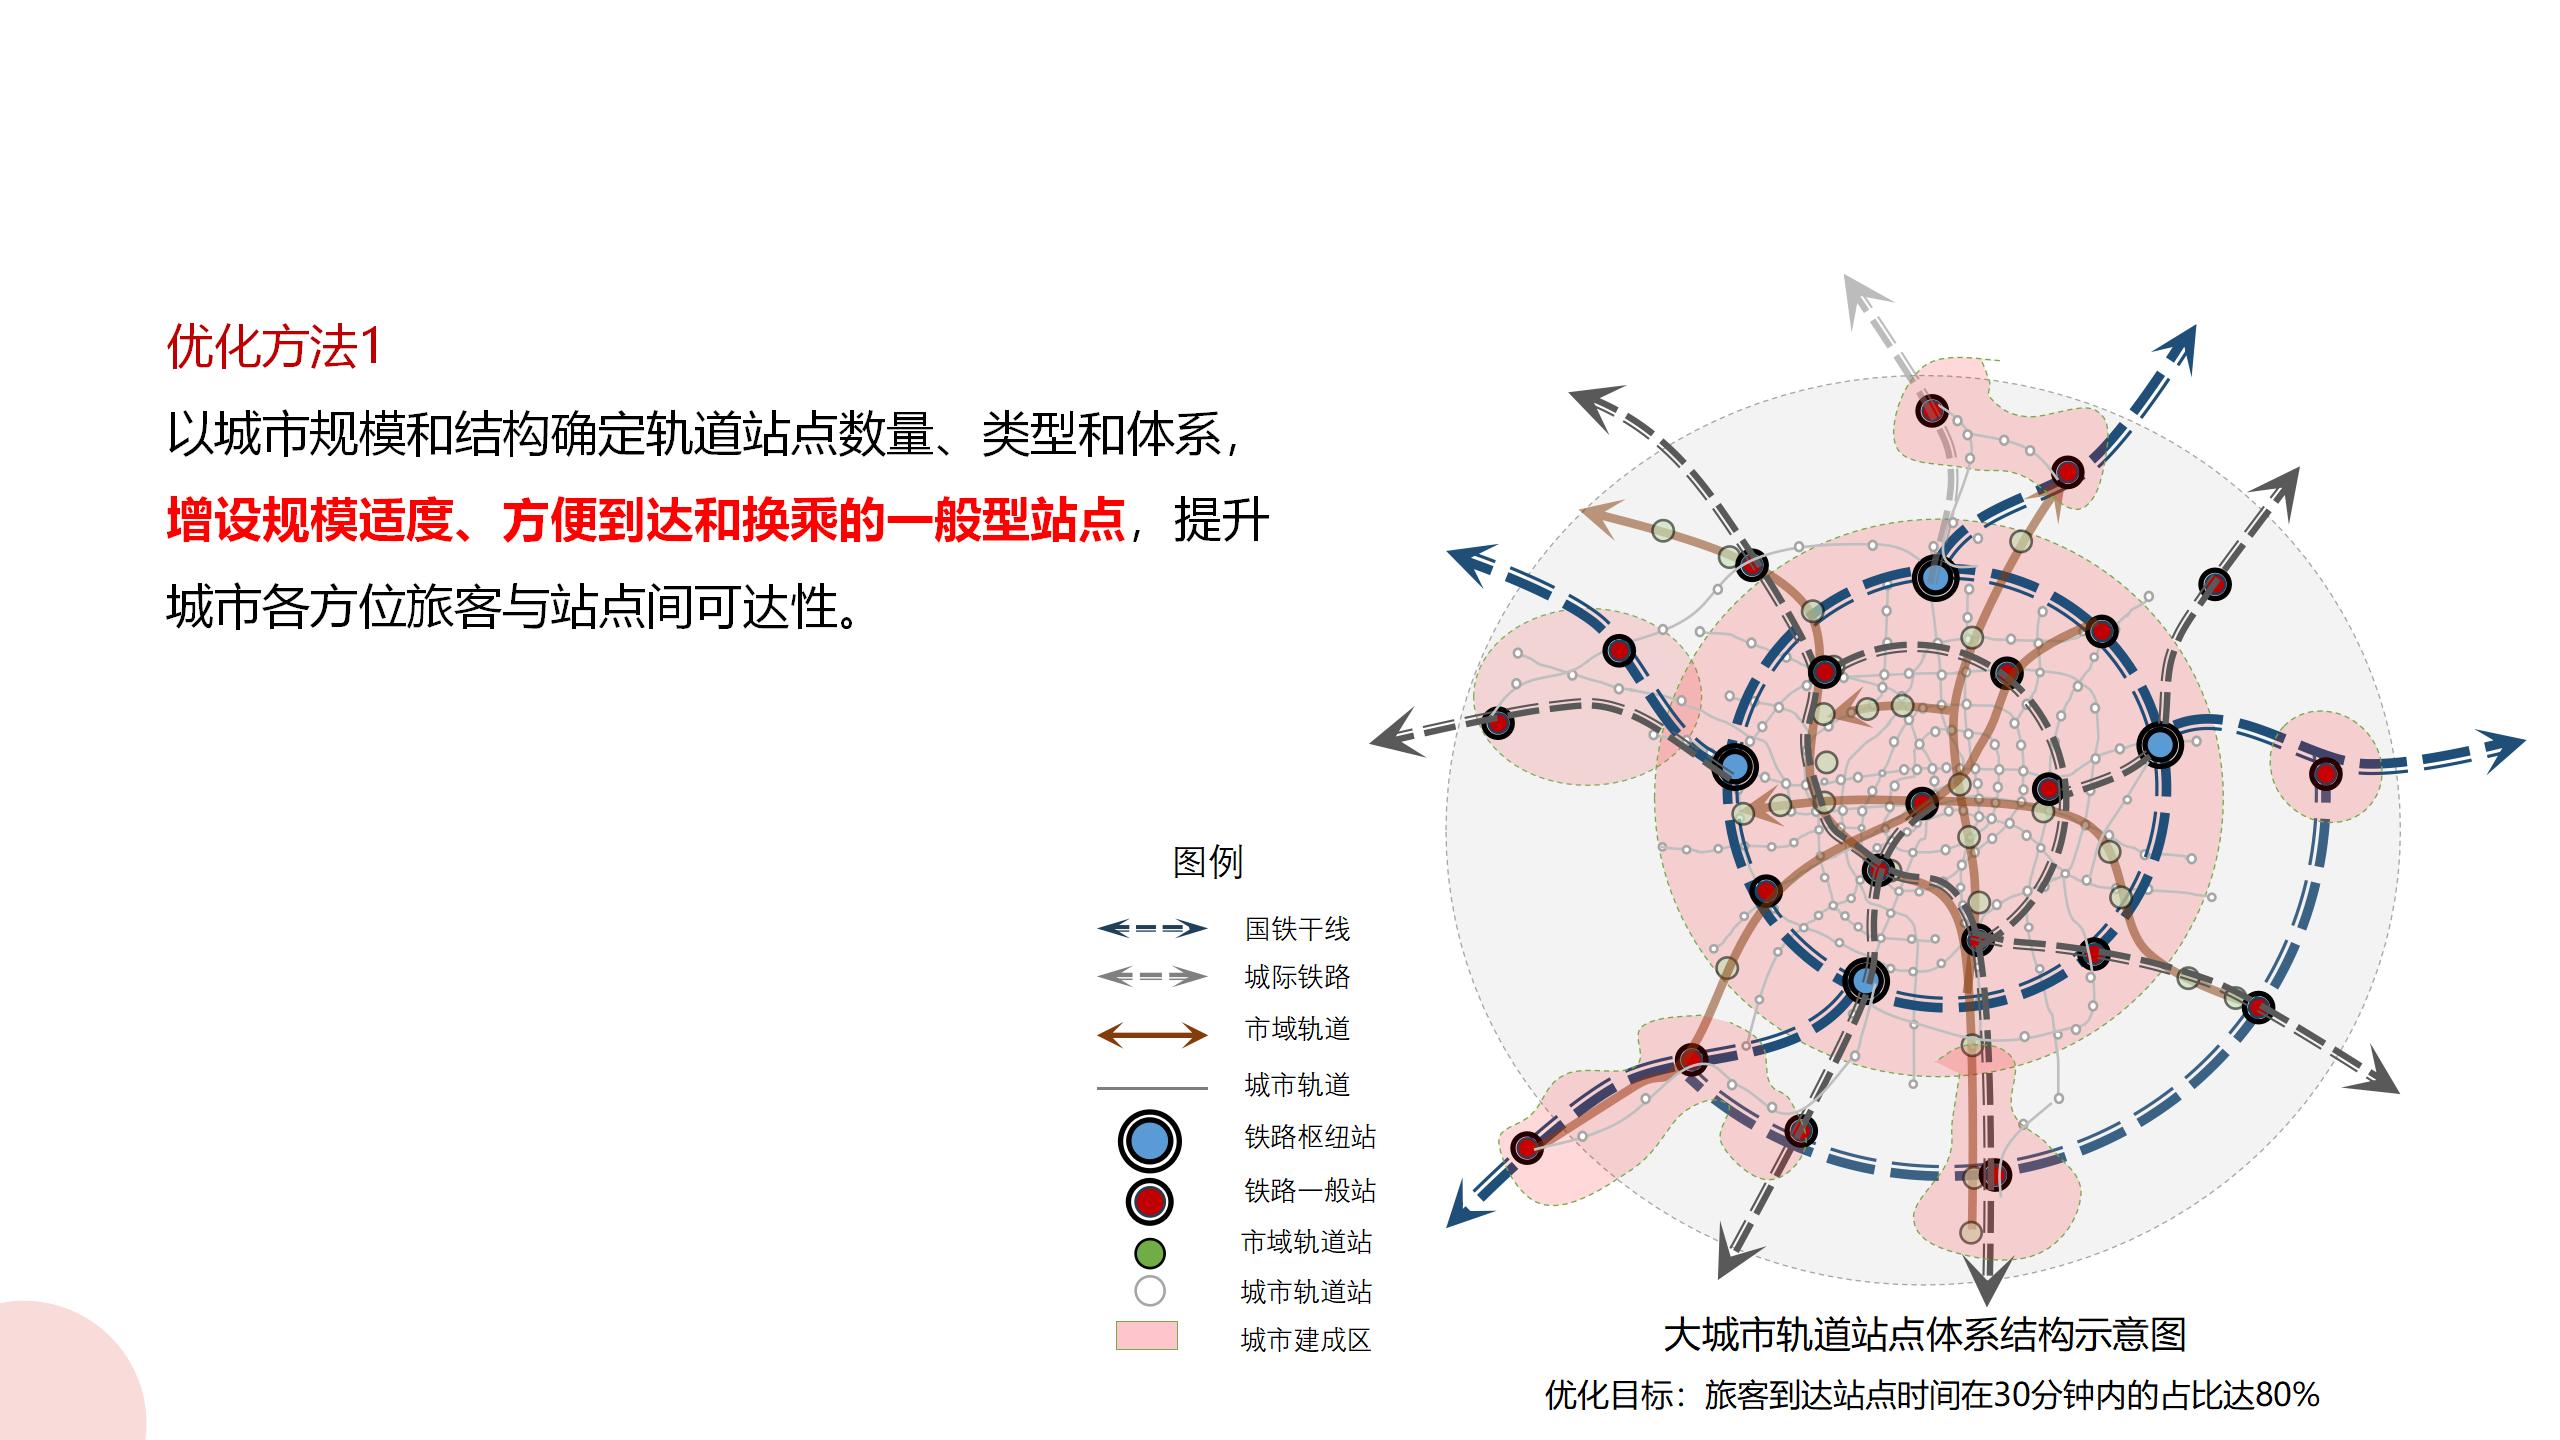 优化方法1
以城市规模和结构确定轨道站点数量、类型和体系，
增设规模适度、方便到达和换乘的一般型站点，提升
城市各方位旅客与站点间可达性。
图例
国铁干线
城际铁路
市域轨道
城市轨道
铁路枢纽站
铁路一般站
市域轨道站
城市轨道站
城市建成区
大城市轨道站点体系结构示意图
优化目标：旅客到达站点时间在30分钟内的占比达80%